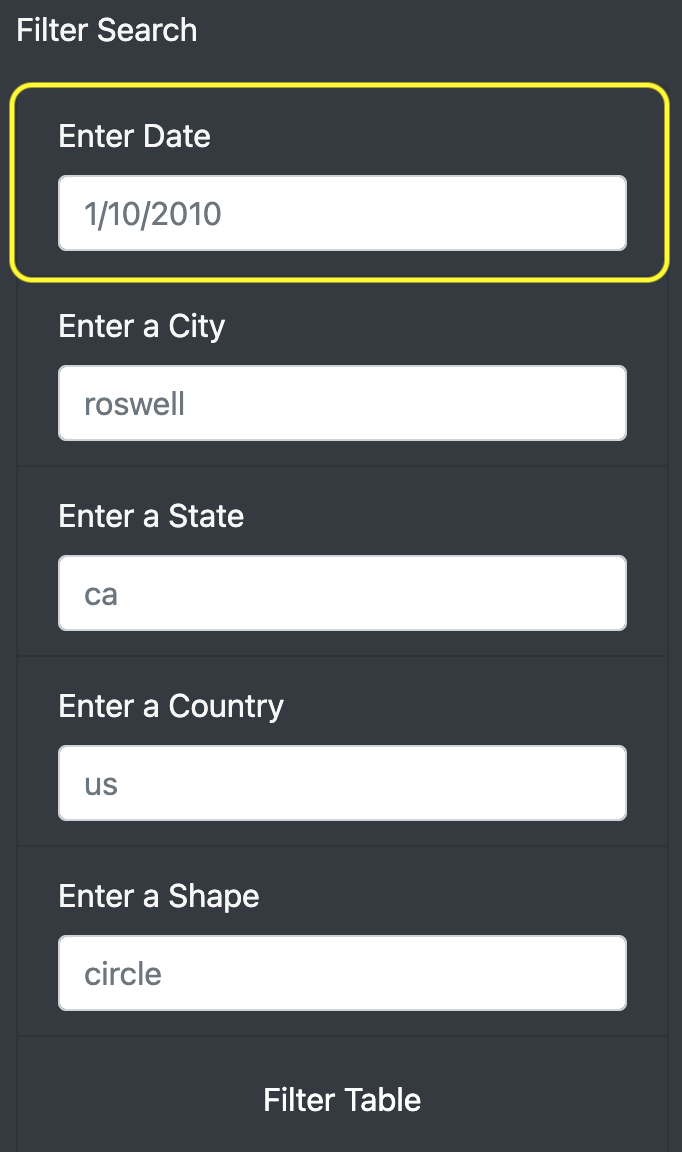 Filter Search
Enter Date
1/10/2010
Enter a City
roswell
Enter a State
ca
Enter a Country
us
Enter a Shape
circle
Filter Table